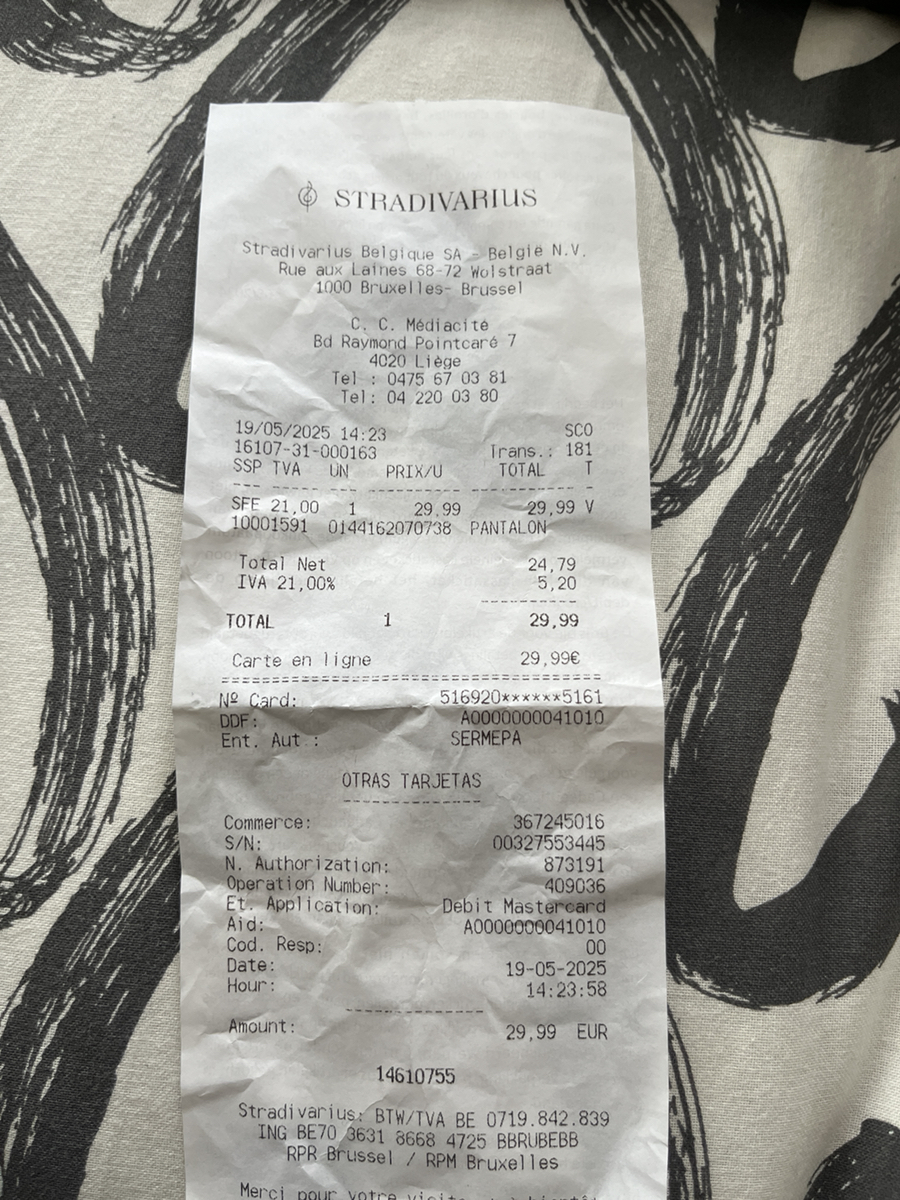 STRADIVARIUS
Stradivarius Belgique SA - België N.V.
Rue aux Laines 68-72 Wolstraat
1000 Bruxelles- Brussel
C. C. Médiacité
Bd Raymond Pointcaré 7
4020 Liège
Tel : 0475 67 03 81
Tel: 04 220 03 80
19/05/2025 14:23 SCO
16107-31-000163 Trans.: 181
SSP TVA UN PRIX/U TOTAL T
SFE 21,00 1 29.99 29,99 V
10001591 0144162070738 PANTALON
Total Net 24,79
IVA 21,00% 5,20
TOTAL 1 29,99
Carte en ligne 29,99€
Nº Card: 516920******5161
DDF: A0000000041010
Ent. Aut.: SERMEPA
OTRAS TARJETAS
Commerce: 367245016
S/N: 00327553445
N. Authorization: 873191
Operation Number: 409036
Et. Application: Debit Mastercard
Aid: A0000000041010
Cod. Resp: 00
Date: 19-05-2025
Hour: 14:23:58
Amount: 29,99 EUR
14610755
Stradivarius: BTW/TVA BE 0719.842.839
ING BE70 3631 8668 4725 BBRUBEBB
RPR Brussel / RPM Bruxelles
Merci pour votre visite